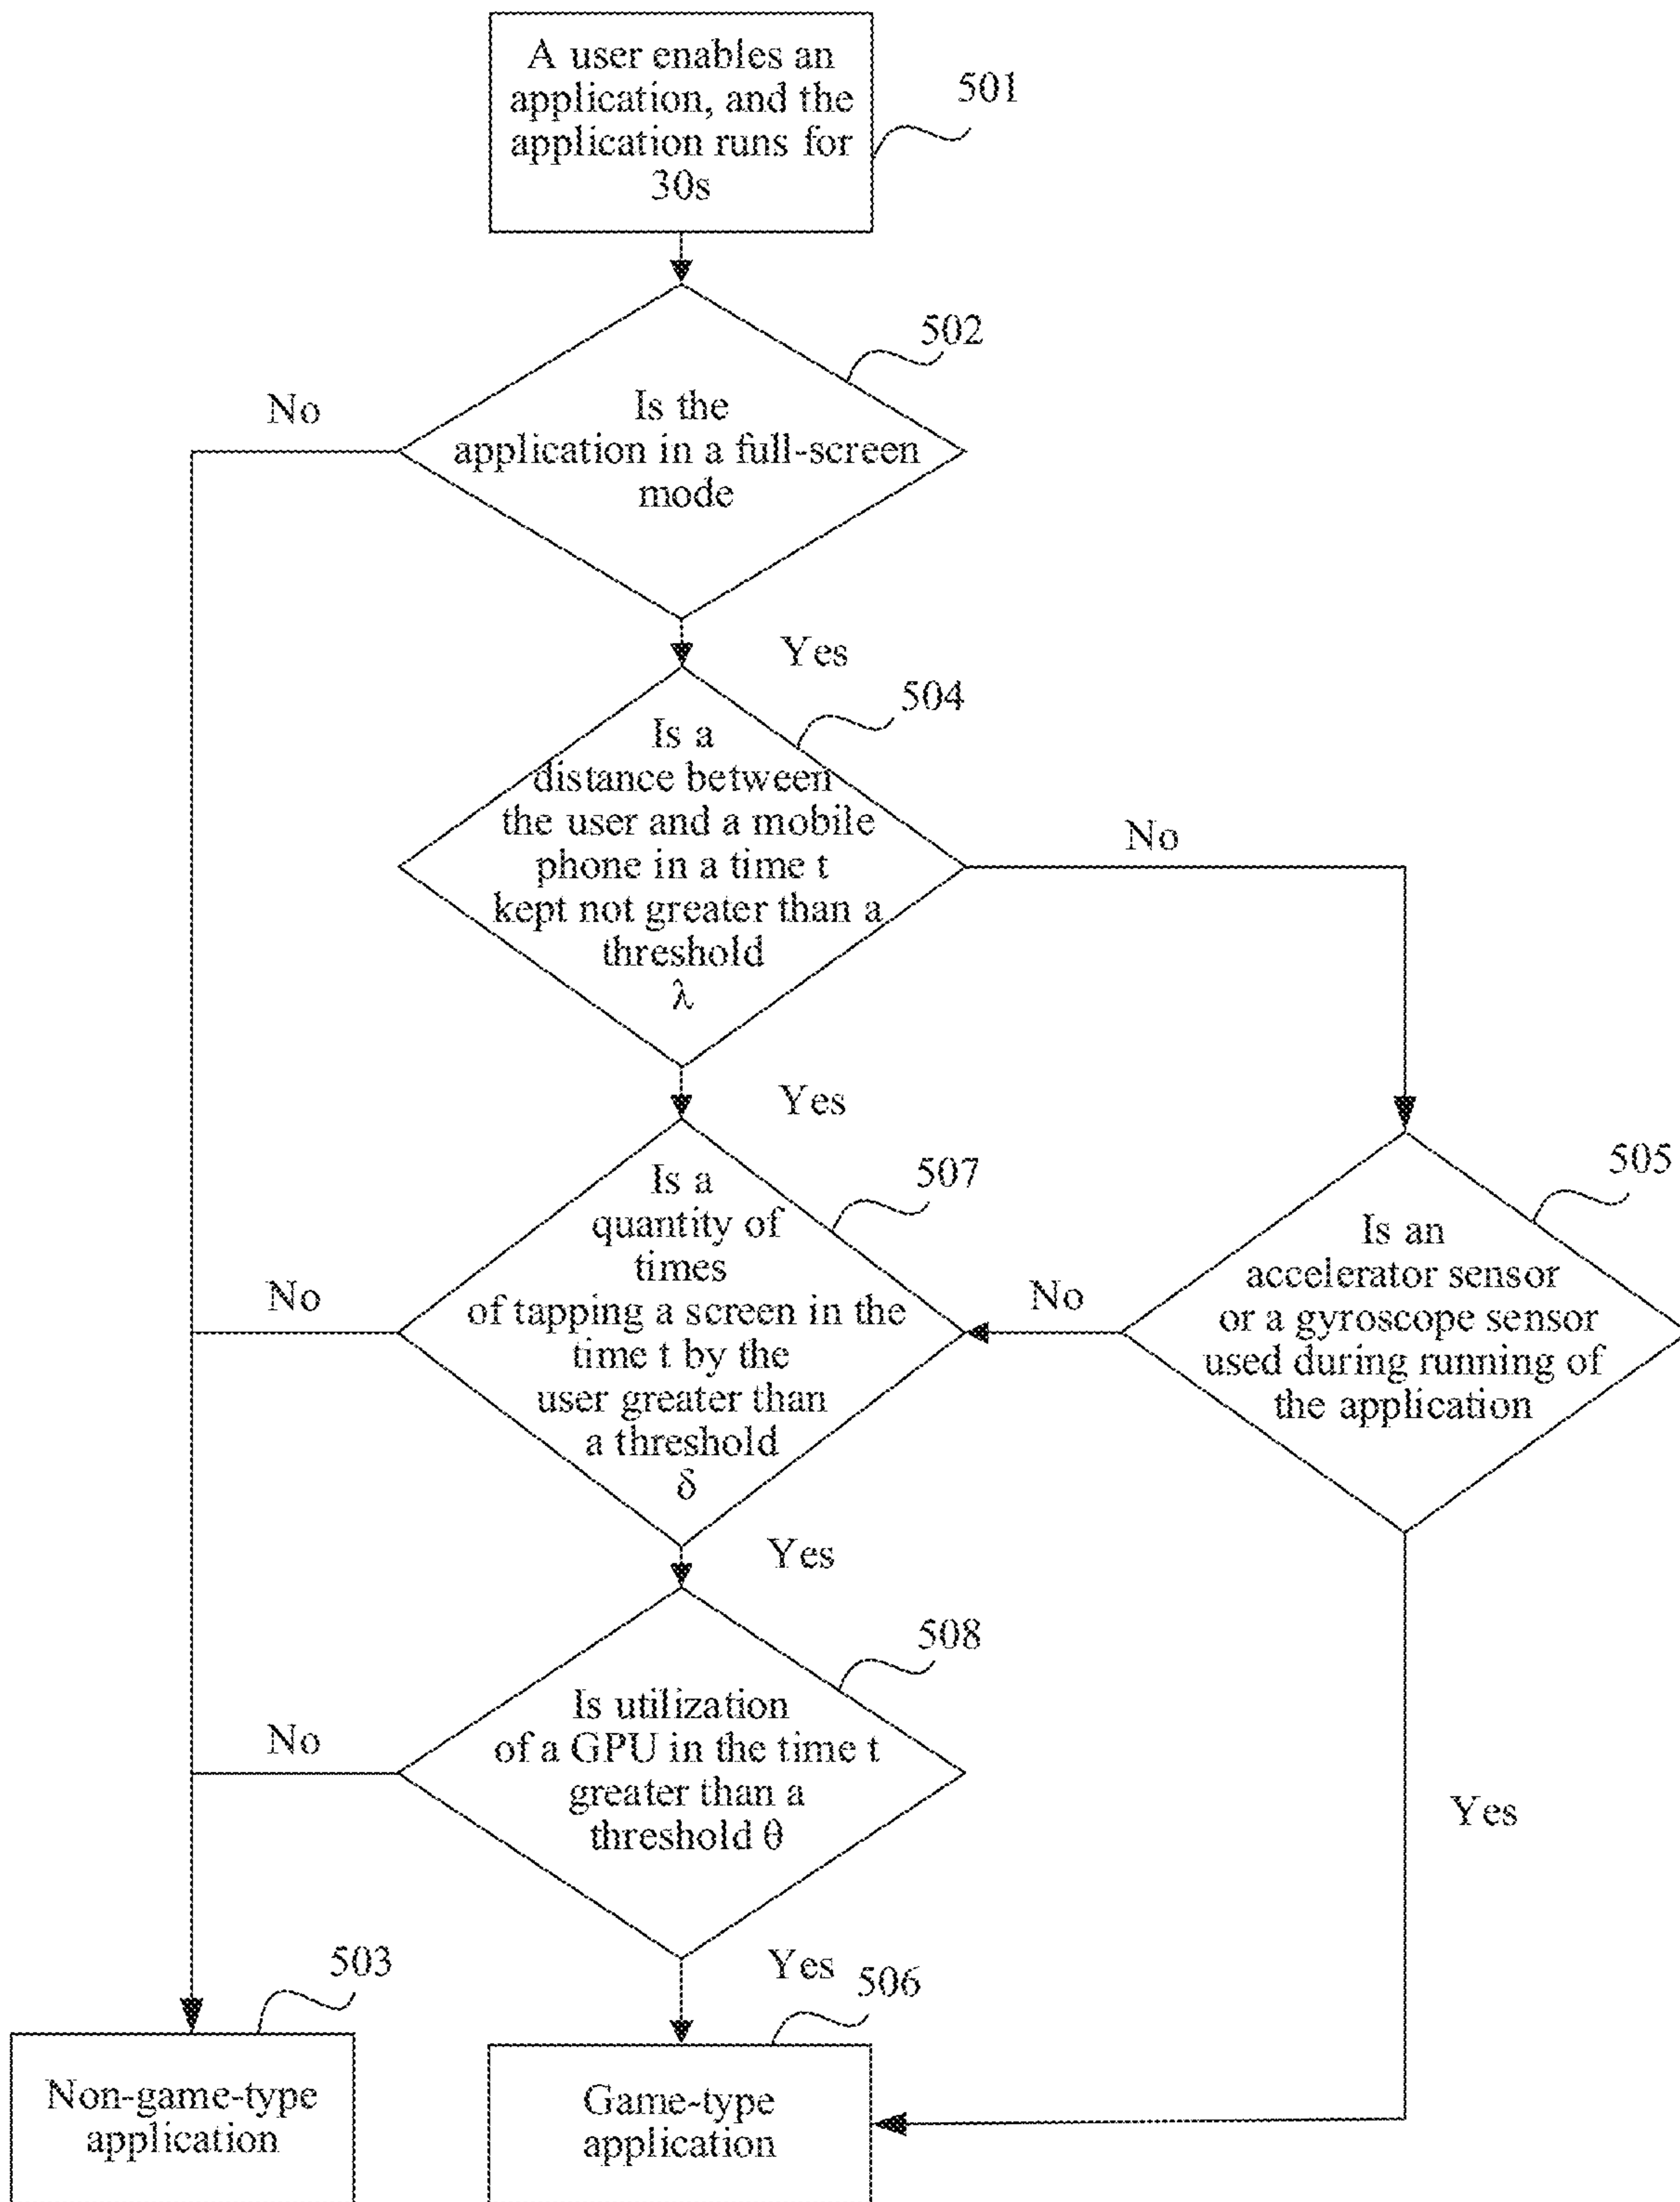 A user enables an
application, and the
application runs for
30s
501
502
Is the
application in a full-screen
mode
No
Yes
504
Is a
distance between
the user and a mobile
phone in a time t
kept not greater than a
threshold
λ
No
Yes
507
Is a
quantity of
times
of tapping a screen in the
time t by the
user greater than
a threshold
δ
No
No
505
Is an
accelerator sensor
or a gyroscope sensor
used during running of
the application
Yes
508
Is utilization
of a GPU in the time t
greater than a
threshold θ
No
Yes
Yes
503
Non-game-type
application
506
Game-type
application